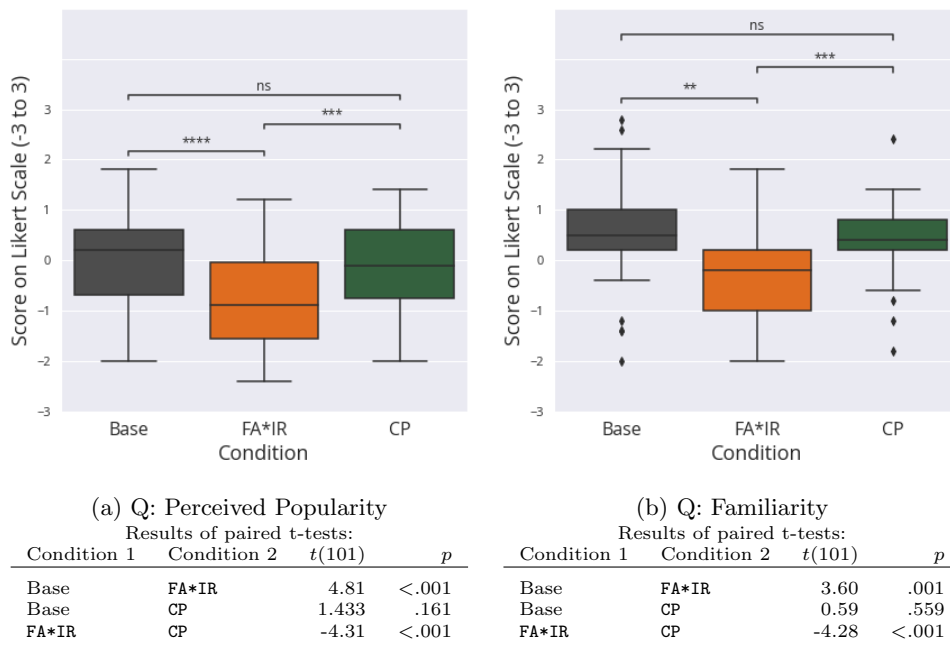 ns
***
****
Score on Likert Scale (-3 to 3)
3
2
1
0
−1
−2
−3
Base FA*IR CP
Condition
ns
***
**
Score on Likert Scale (-3 to 3)
3
2
1
0
−1
−2
−3
Base FA*IR CP
Condition
(a) Q: Perceived Popularity
Results of paired t-tests:
Condition 1 Condition 2 t(101) p
Base FA*IR 4.81 <.001
Base CP 1.433 .161
FA*IR CP -4.31 <.001
(b) Q: Familiarity
Results of paired t-tests:
Condition 1 Condition 2 t(101) p
Base FA*IR 3.60 .001
Base CP 0.59 .559
FA*IR CP -4.28 <.001